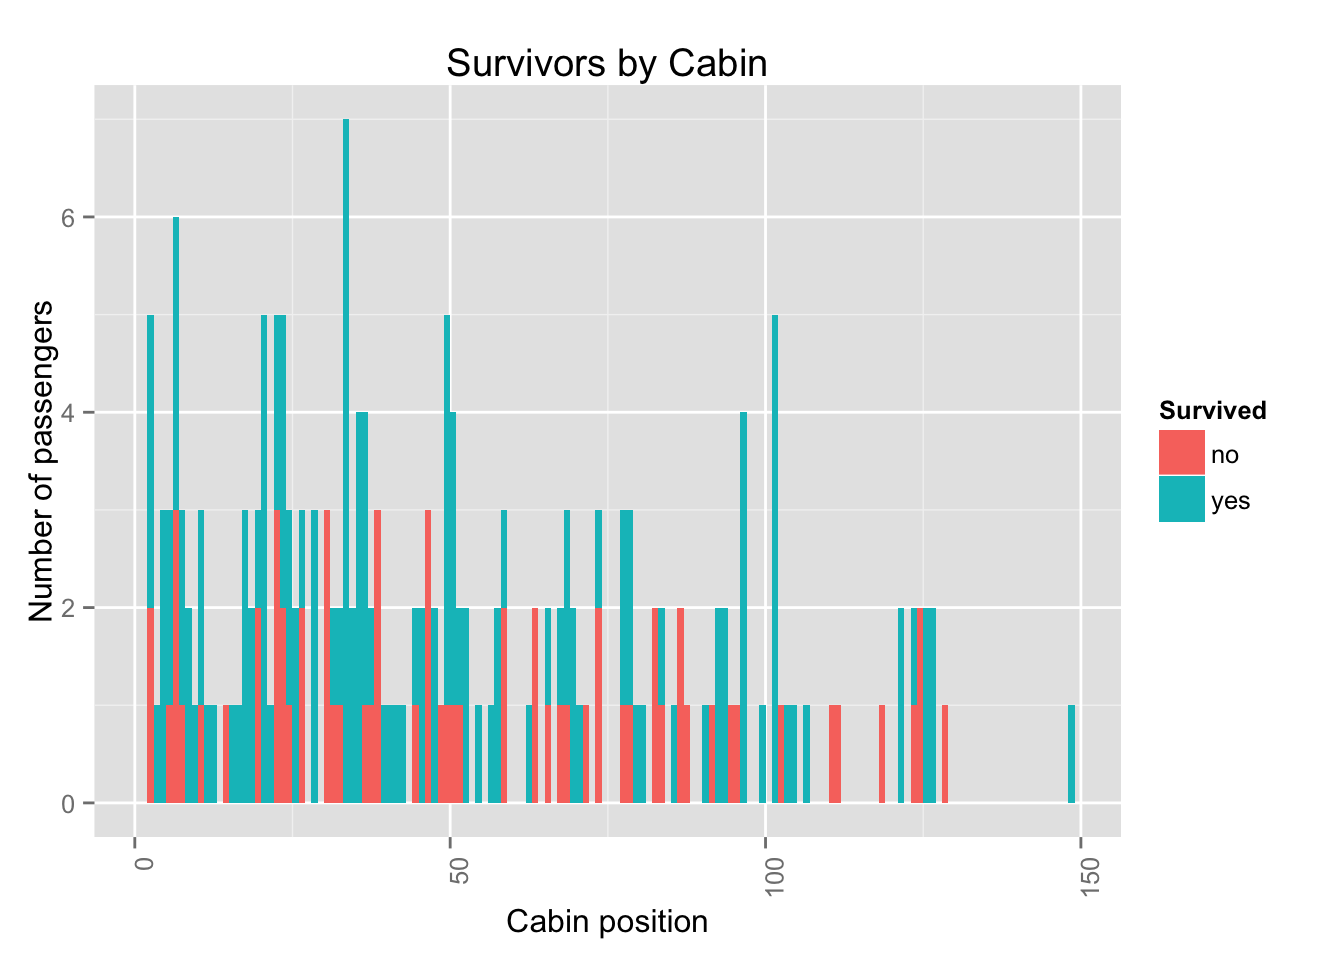 Survivors by Cabin
Number of passengers
6
4
2
0
0
50
100
150
Cabin position
Survived
no
yes